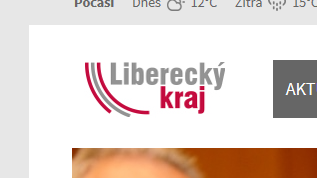 Počasí Dnes 12°C Zítra 15°C
Liberecký
kraj
AKT